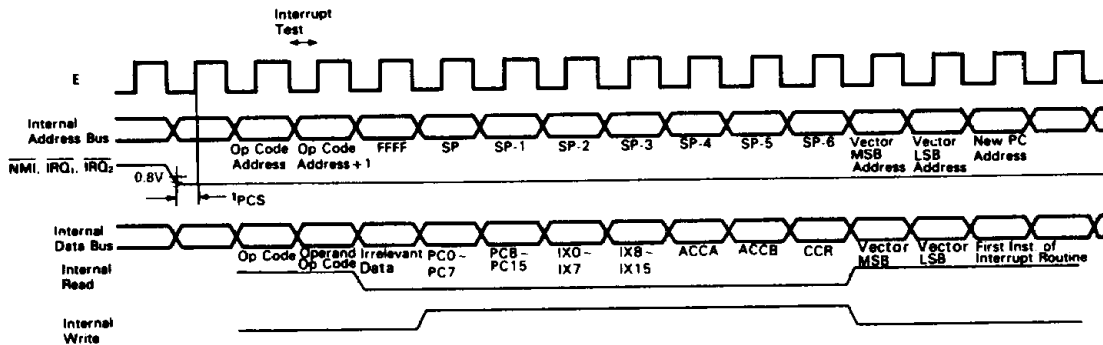 Interrupt
Test
E
Internal
Address Bus
Op Code
Address
Op Code
Address + 1
FFFF
SP
SP-1
SP-2
SP-3
SP-4
SP-5
SP-6
Vector
MSB
Address
Vector
LSB
Address
New PC
Address
NMI, IRQ1, IRQ2
0.8V
tPCS
Internal
Data Bus
Op Code
Operand
Op Code
Irrelevant
Data
PC0~
PC7
PC8~
PC15
IX0~
IX7
IX8~
IX15
ACCA
ACCB
CCR
Vector
MSB
Vector
LSB
First Inst. of
Interrupt Routine
Internal
Read
Internal
Write